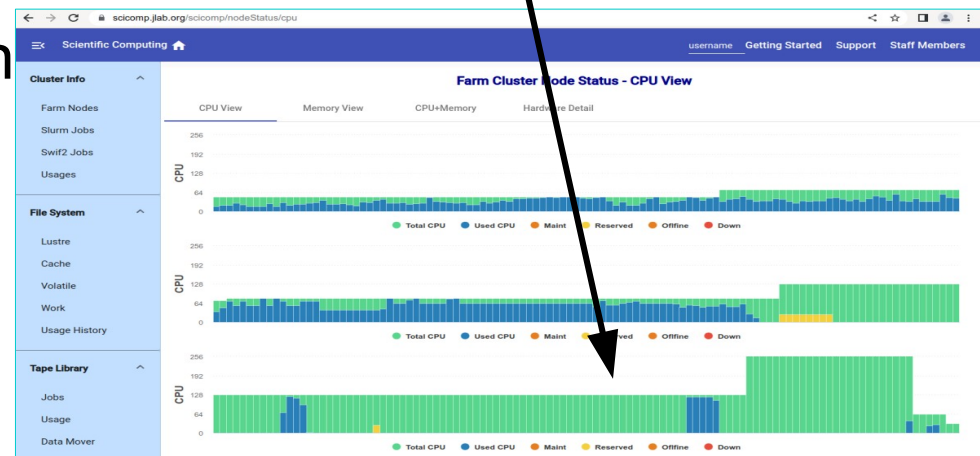 scicomp.jlab.org/scicomp/nodeStatus/cpu
n
Scientific Computing
username Getting Started Support Staff Members
Cluster Info
Farm Nodes
Slurm Jobs
Swif2 Jobs
Usages
File System
Lustre
Cache
Volatile
Work
Usage History
Tape Library
Jobs
Usage
Data Mover
Farm Cluster Node Status - CPU View
CPU View Memory View CPU+Memory Hardware Detail
CPU
256
192
128
64
0
Total CPU Used CPU Maint Reserved Offline Down
CPU
256
192
128
64
0
Total CPU Used CPU Maint Reserved Offline Down
CPU
256
192
128
64
0
Total CPU Used CPU Maint Reserved Offline Down